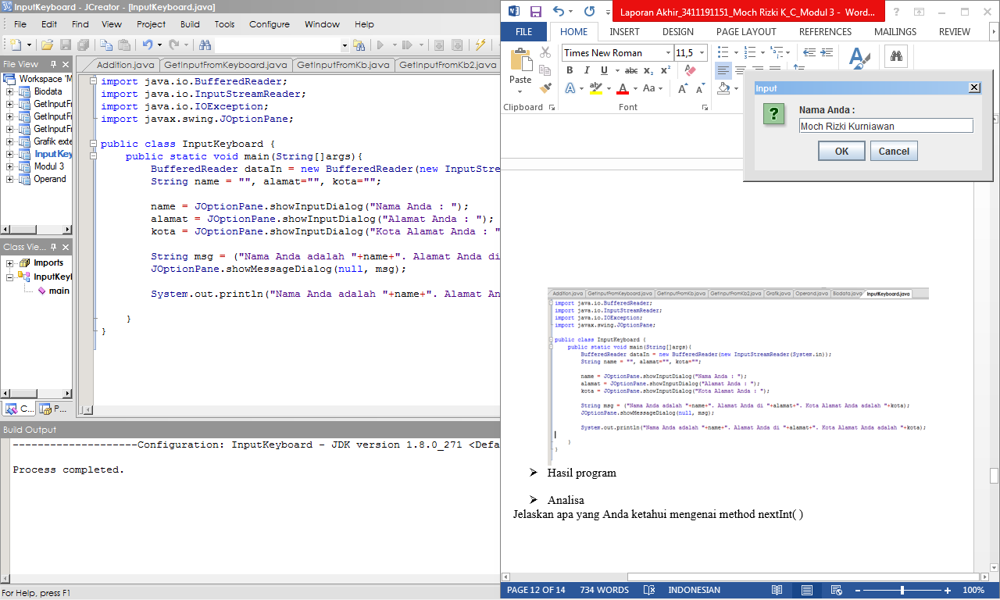 InputKeyboard - JCreator - [InputKeyboard.java]
File Edit Find View Project Build Tools Configure Window Help
File View
Workspace 'M
Biodata
GetInputFr
GetInputFr
GetInputFr
Grafik exte
InputKey
Modul 3
Operand
Class Vie...
Imports
InputKeyl
main
C...
P...
Addition.java GetInputFromKeyboard.java GetInputFromKb.java GetInputFromKb2.java
import java.io.BufferedReader;
import java.io.InputStreamReader;
import java.io.IOException;
import javax.swing.JOptionPane;
public class InputKeyboard {
public static void main(String[]args){
BufferedReader dataIn = new BufferedReader(new InputStre
String name = "", alamat="", kota="";
name = JOptionPane.showInputDialog("Nama Anda : ");
alamat = JOptionPane.showInputDialog("Alamat Anda : ");
kota = JOptionPane.showInputDialog("Kota Alamat Anda : "
String msg = ("Nama Anda adalah "+name+". Alamat Anda di
JOptionPane.showMessageDialog(null, msg);
System.out.println("Nama Anda adalah "+name+". Alamat An
}
}
Build Output
--------------------Configuration: InputKeyboard - JDK version 1.8.0_271 <Defa
Process completed.
For Help, press F1
Laporan Akhir_3411191151_Moch Rizki K_C_Modul 3 - Word...
FILE HOME INSERT DESIGN PAGE LAYOUT REFERENCES MAILINGS REVIEW
Paste
Times New Roman 11,5
B I U abc x₂ x²
A ab A Aa A A
Clipboard Font
Input
Nama Anda :
Moch Rizki Kurniawan
OK Cancel
Addition.java GetInputFromKeyboard.java GetInputFromKb.java GetInputFromKb2.java Grafik.java Operand.java Biodata.java InputKeyboard.java
import java.io.BufferedReader;
import java.io.InputStreamReader;
import java.io.IOException;
import javax.swing.JOptionPane;
public class InputKeyboard {
public static void main(String[]args){
BufferedReader dataIn = new BufferedReader(new InputStreamReader(System.in));
String name = "", alamat="", kota="";
name = JOptionPane.showInputDialog("Nama Anda : ");
alamat = JOptionPane.showInputDialog("Alamat Anda : ");
kota = JOptionPane.showInputDialog("Kota Alamat Anda : ");
String msg = ("Nama Anda adalah "+name+". Alamat Anda di "+alamat+". Kota Alamat Anda adalah "+kota);
JOptionPane.showMessageDialog(null, msg);
System.out.println("Nama Anda adalah "+name+". Alamat Anda di "+alamat+". Kota Alamat Anda adalah "+kota);
}
}
➢ Hasil program
➢ Analisa
Jelaskan apa yang Anda ketahui mengenai method nextInt( )
PAGE 12 OF 14 734 WORDS INDONESIAN 100%